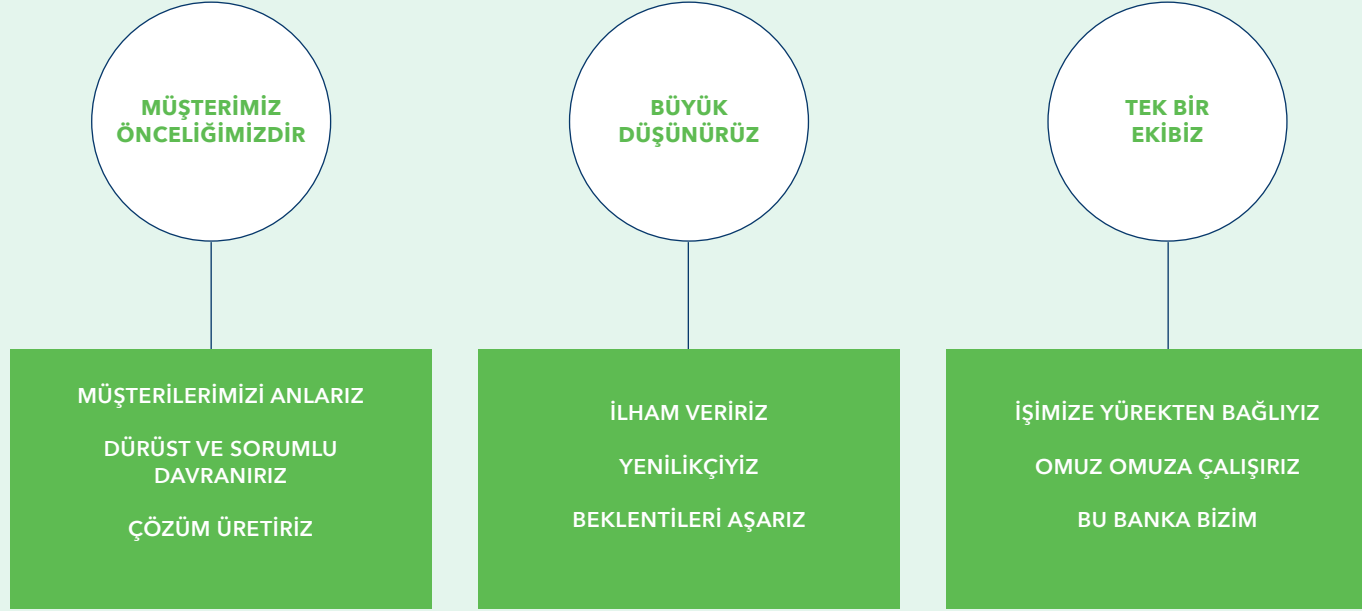 MÜŞTERİMİZ
ÖNCELİĞİMİZDİR
MÜŞTERİLERİMİZİ ANLARIZ
DÜRÜST VE SORUMLU
DAVRANIRIZ
ÇÖZÜM ÜRETİRİZ
BÜYÜK
DÜŞÜNÜRÜZ
İLHAM VERİRİZ
YENİLİKÇİYİZ
BEKLENTİLERİ AŞARIZ
TEK BİR
EKİBİZ
İŞİMİZE YÜREKTEN BAĞLIYIZ
OMUZ OMUZA ÇALIŞIRIZ
BU BANKA BİZİM